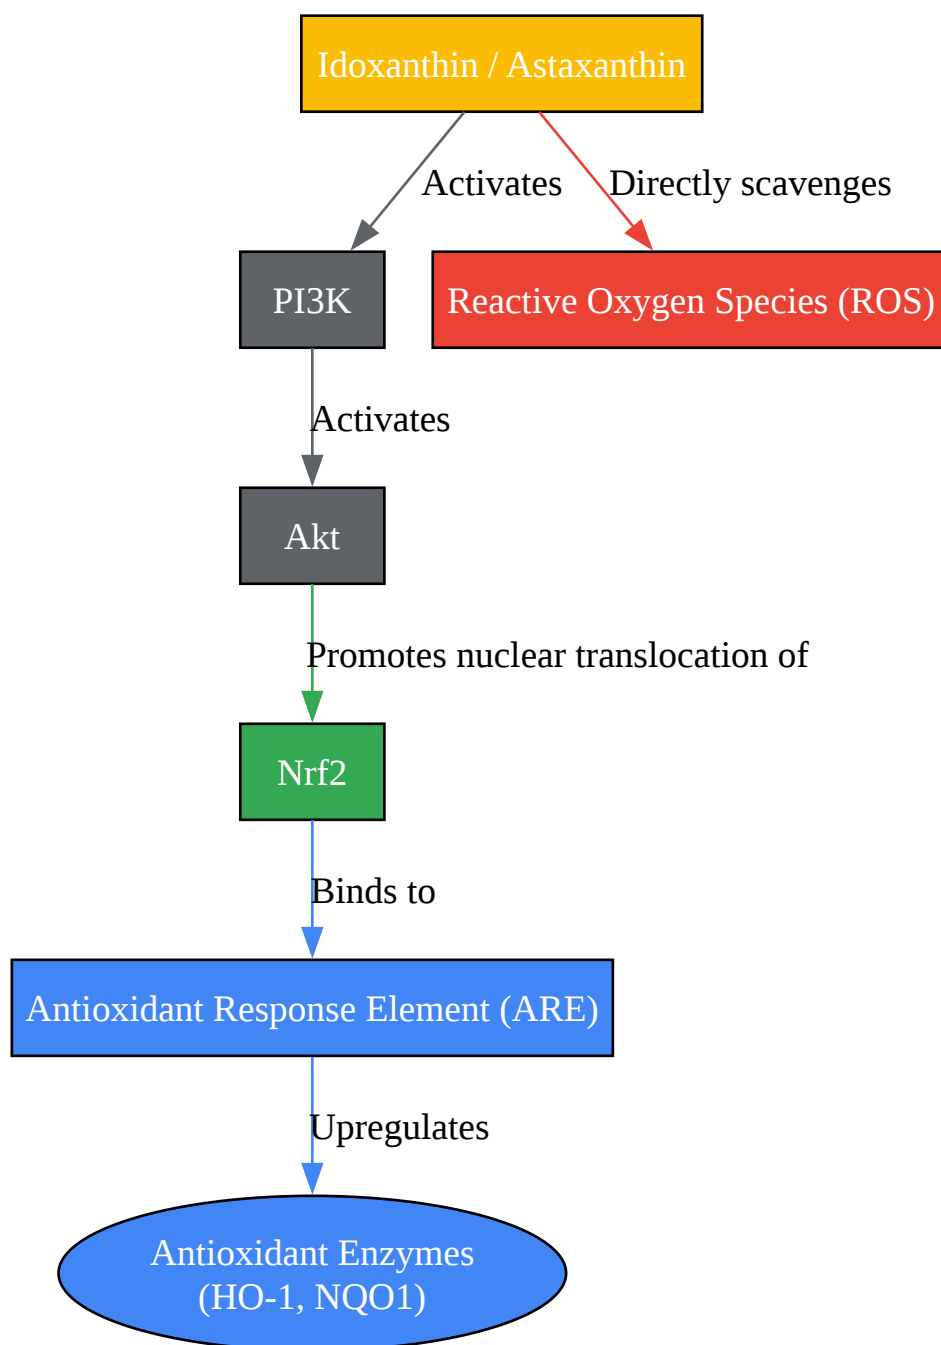 Idoxanthin / Astaxanthin
Activates
Directly scavenges
PI3K
Reactive Oxygen Species (ROS)
Activates
Akt
Promotes nuclear translocation of
Nrf2
Binds to
Antioxidant Response Element (ARE)
Upregulates
Antioxidant Enzymes
(HO-1, NQO1)